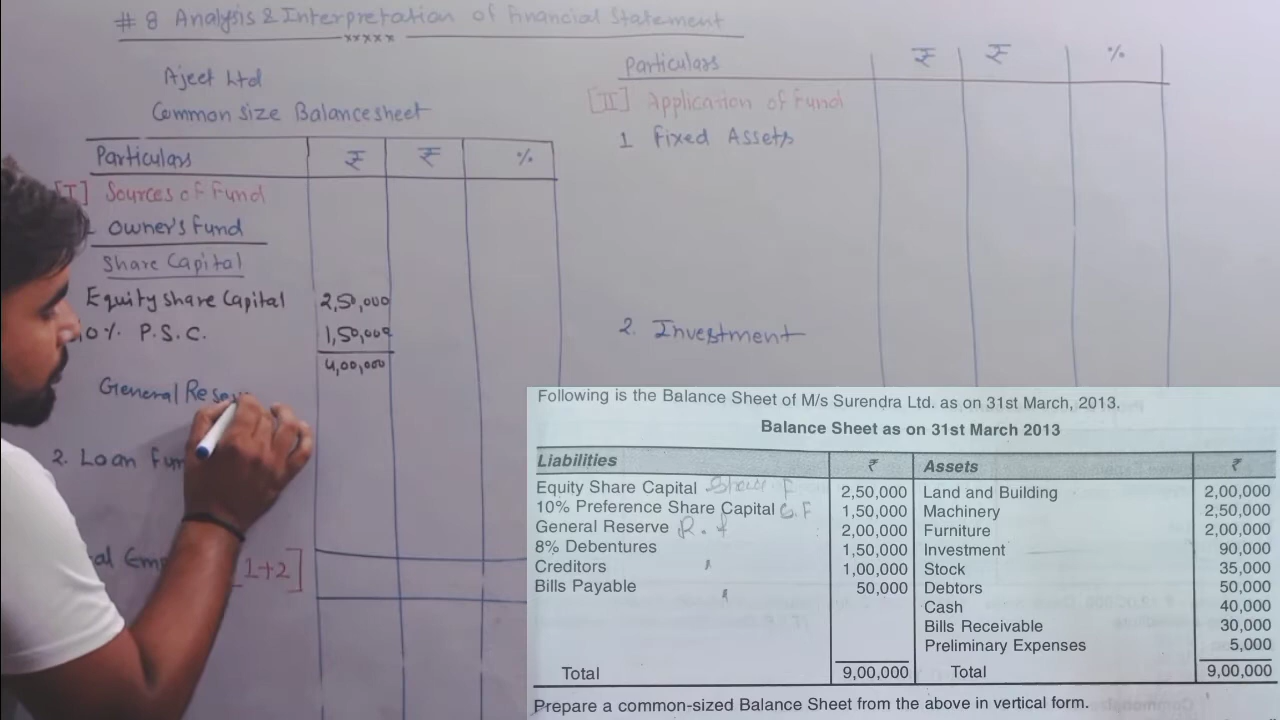 # 8 Analysis & Interpretation of Financial Statement
xxxxx
Ajeet Ltd
Common size Balancesheet
Particulars ₹ ₹ %
[I] Sources of Fund
Owner's Fund
Share Capital
Equity Share Capital 2,50,000
0% P.S.C. 1,50,000
4,00,000
General Rese
2. Loan Fun
[1+2]
Particulars ₹ ₹ %
[II] Application of Fund
1 Fixed Assets
2. Investment
Following is the Balance Sheet of M/s Surendra Ltd. as on 31st March, 2013.
Balance Sheet as on 31st March 2013
Liabilities ₹ Assets ₹
Equity Share Capital 2,50,000 Land and Building 2,00,000
10% Preference Share Capital 1,50,000 Machinery 2,50,000
General Reserve 2,00,000 Furniture 2,00,000
8% Debentures 1,50,000 Investment 90,000
Creditors 1,00,000 Stock 35,000
Bills Payable 50,000 Debtors 50,000
Cash 40,000
Bills Receivable 30,000
Preliminary Expenses 5,000
Total 9,00,000 Total 9,00,000
Prepare a common-sized Balance Sheet from the above in vertical form.